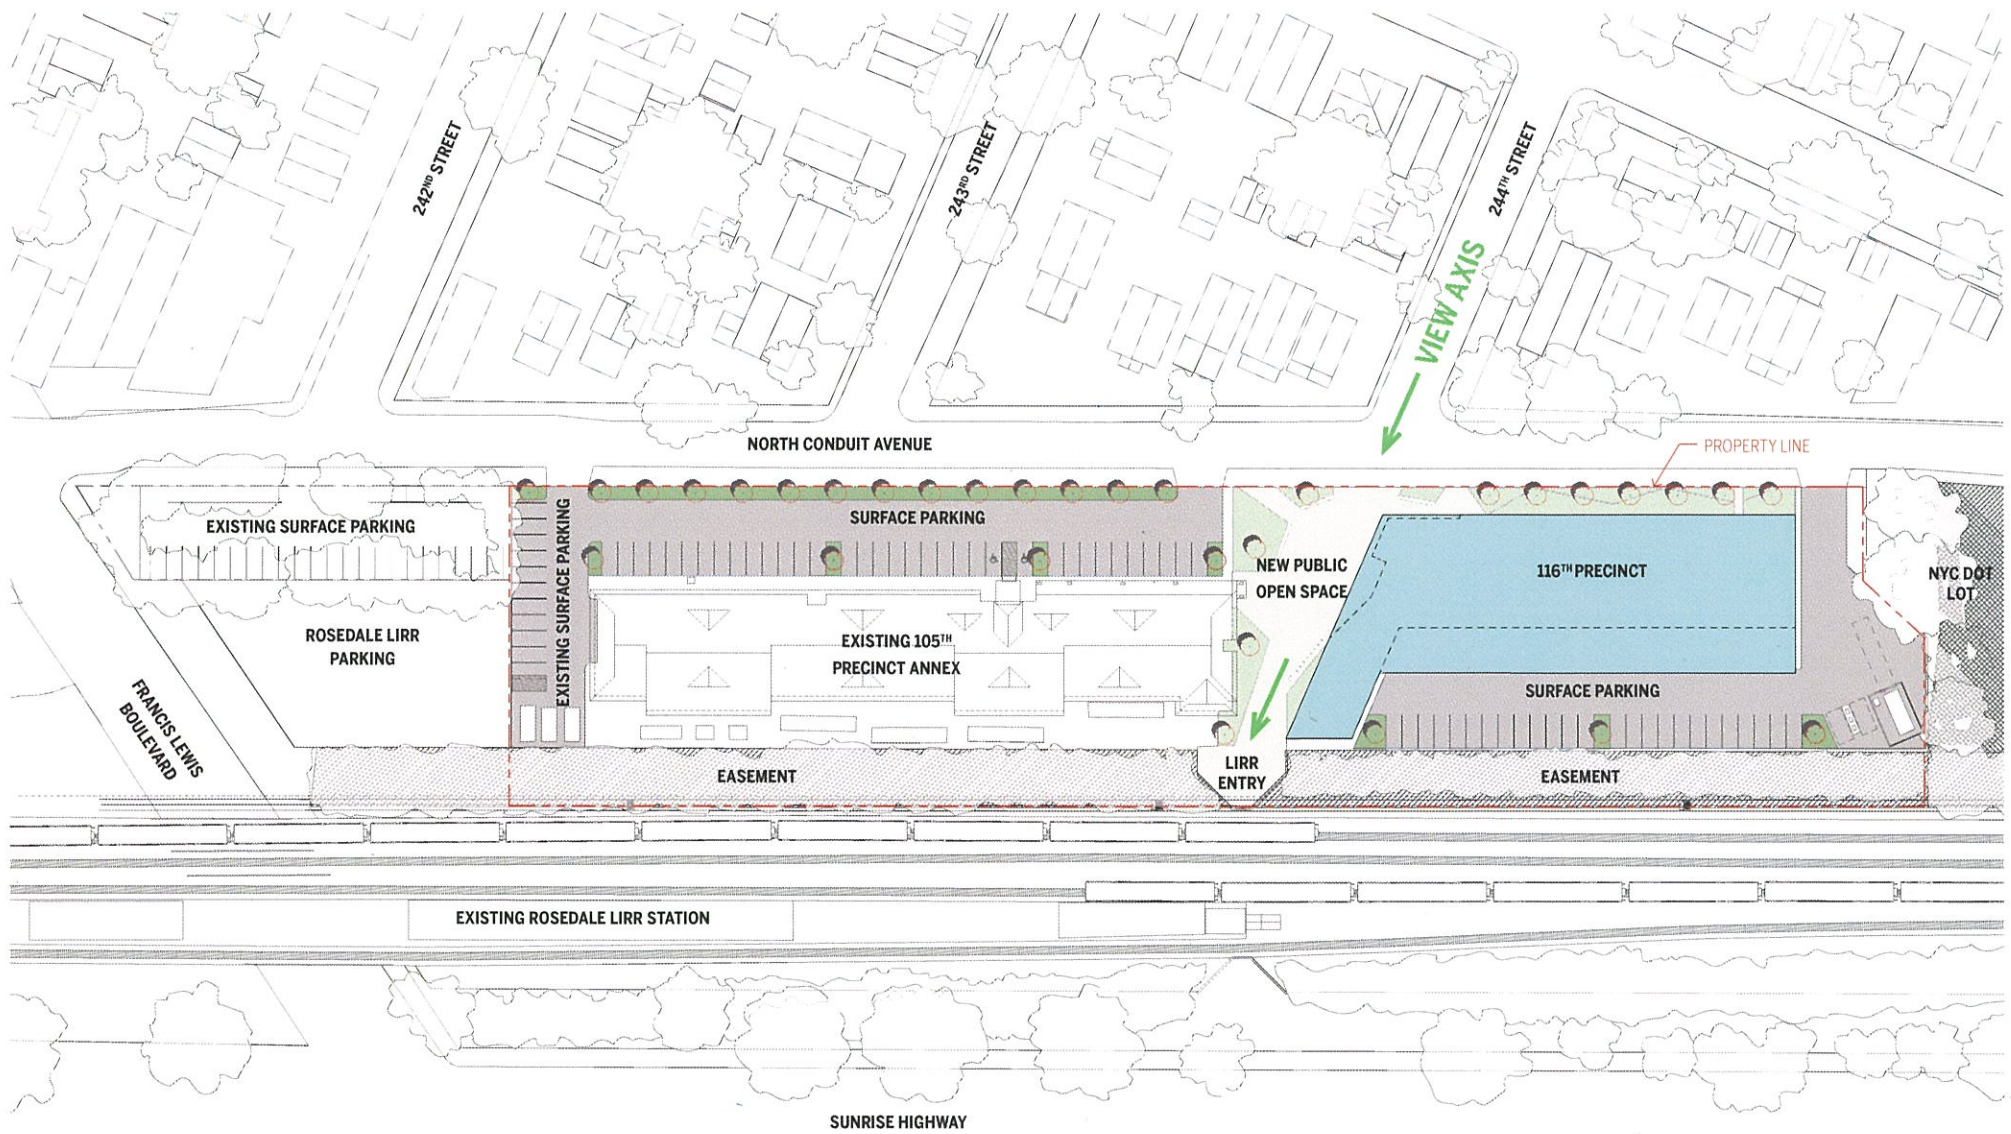 242ND STREET
243RD STREET
244TH STREET
VIEW AXIS
NORTH CONDUIT AVENUE
PROPERTY LINE
EXISTING SURFACE PARKING
SURFACE PARKING
EXISTING SURFACE PARKING
NEW PUBLIC
OPEN SPACE
116TH PRECINCT
NYC DOT
LOT
ROSEDALE LIRR
PARKING
EXISTING 105TH
PRECINCT ANNEX
SURFACE PARKING
FRANCIS LEWIS
BOULEVARD
EASEMENT
LIRR
ENTRY
EASEMENT
EXISTING ROSEDALE LIRR STATION
SUNRISE HIGHWAY